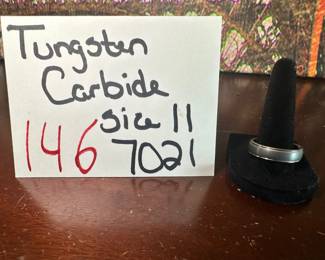 Tungsten
Carbide
size 11
146 7021